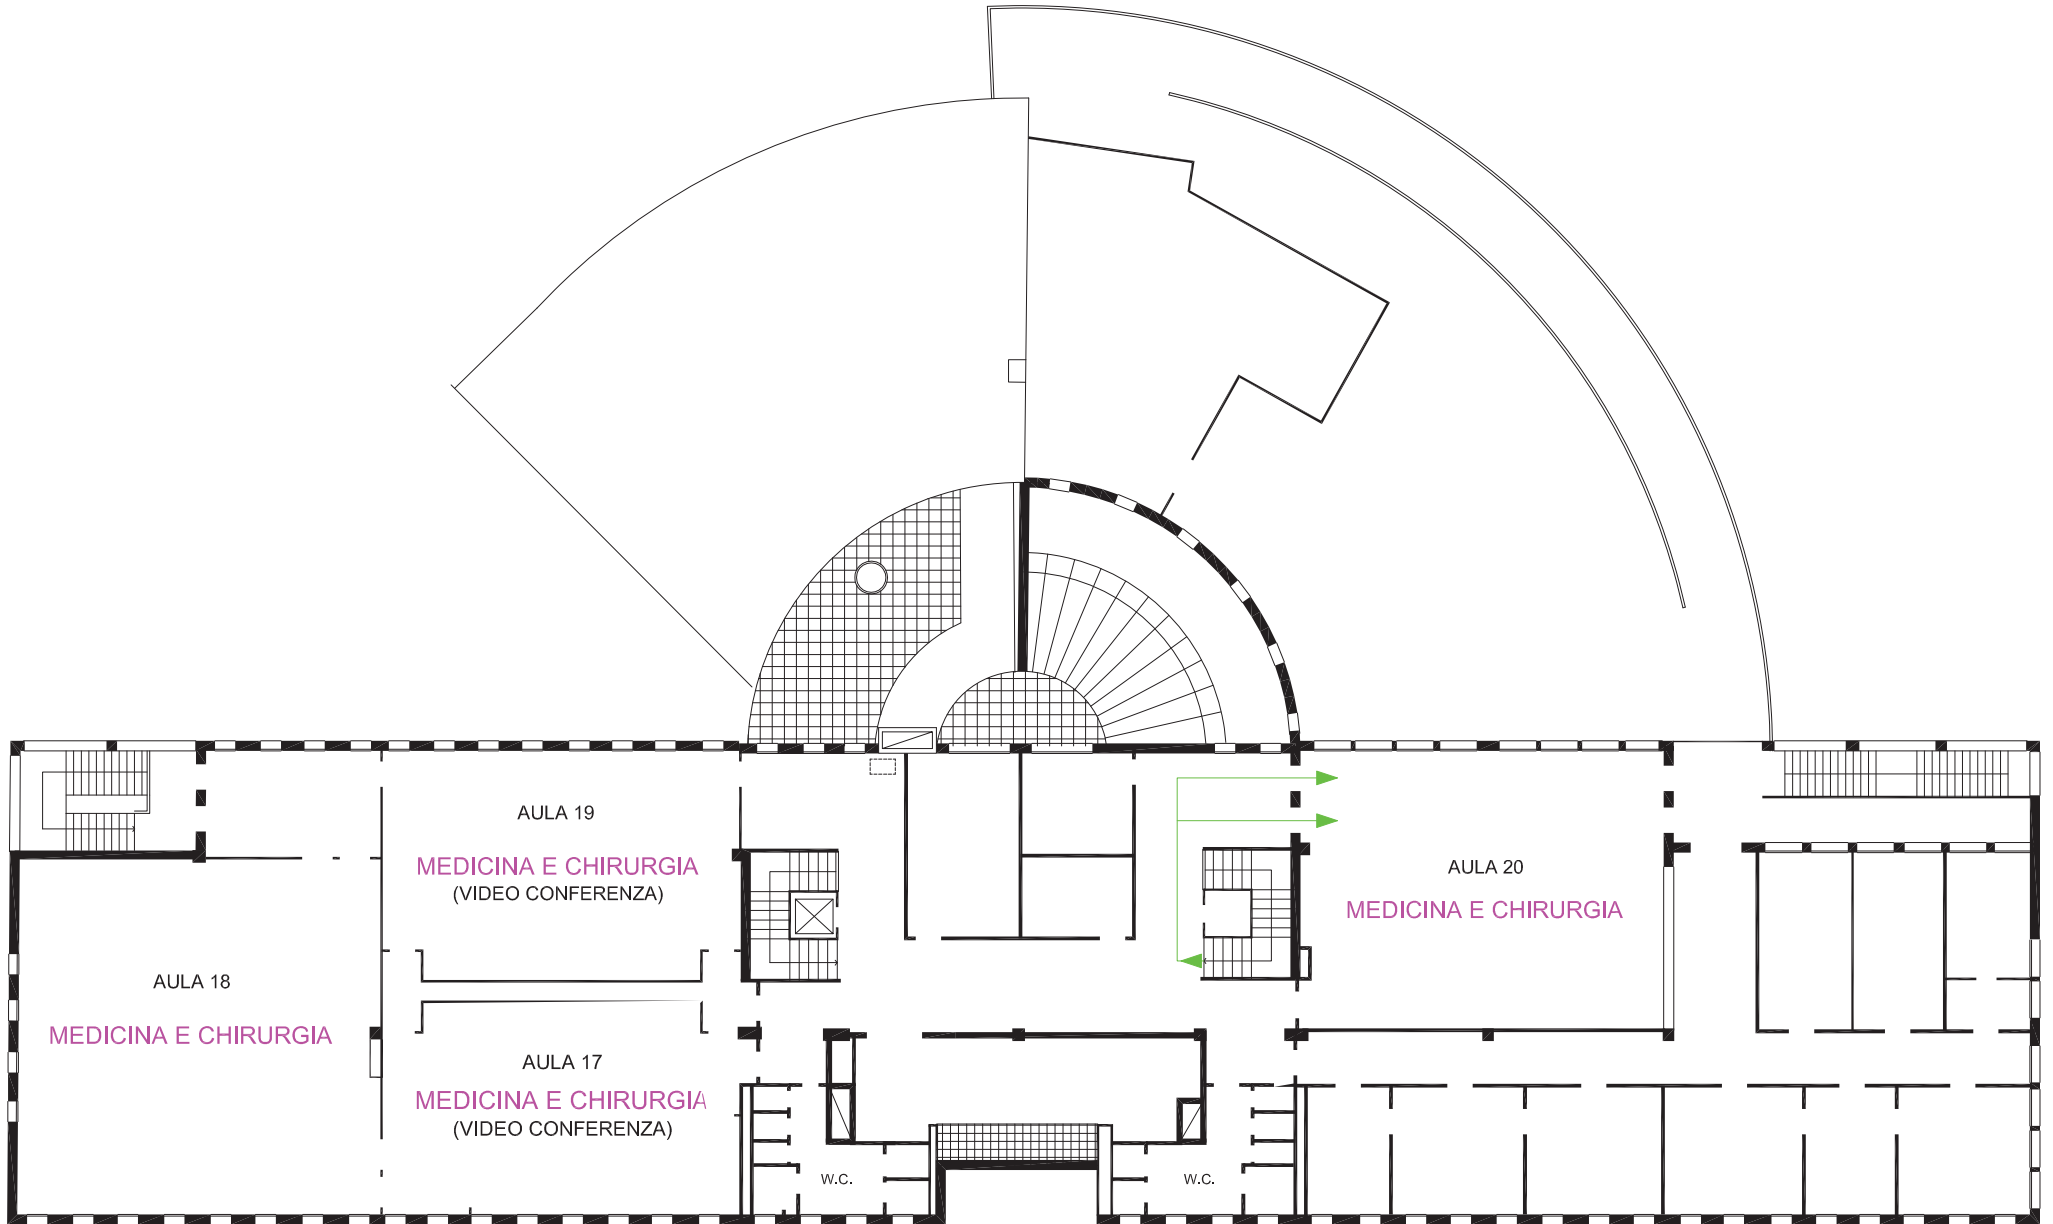 AULA 19
MEDICINA E CHIRURGIA
(VIDEO CONFERENZA)
AULA 20
MEDICINA E CHIRURGIA
AULA 18
MEDICINA E CHIRURGIA
AULA 17
MEDICINA E CHIRURGIA
(VIDEO CONFERENZA)
W.C.
W.C.